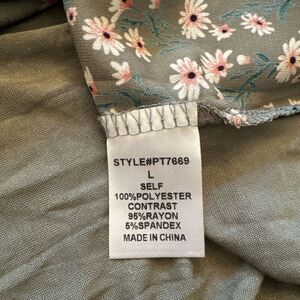 STYLE#PT7669
L
SELF
100%POLYESTER
CONTRAST
95%RAYON
5%SPANDEX
MADE IN CHINA